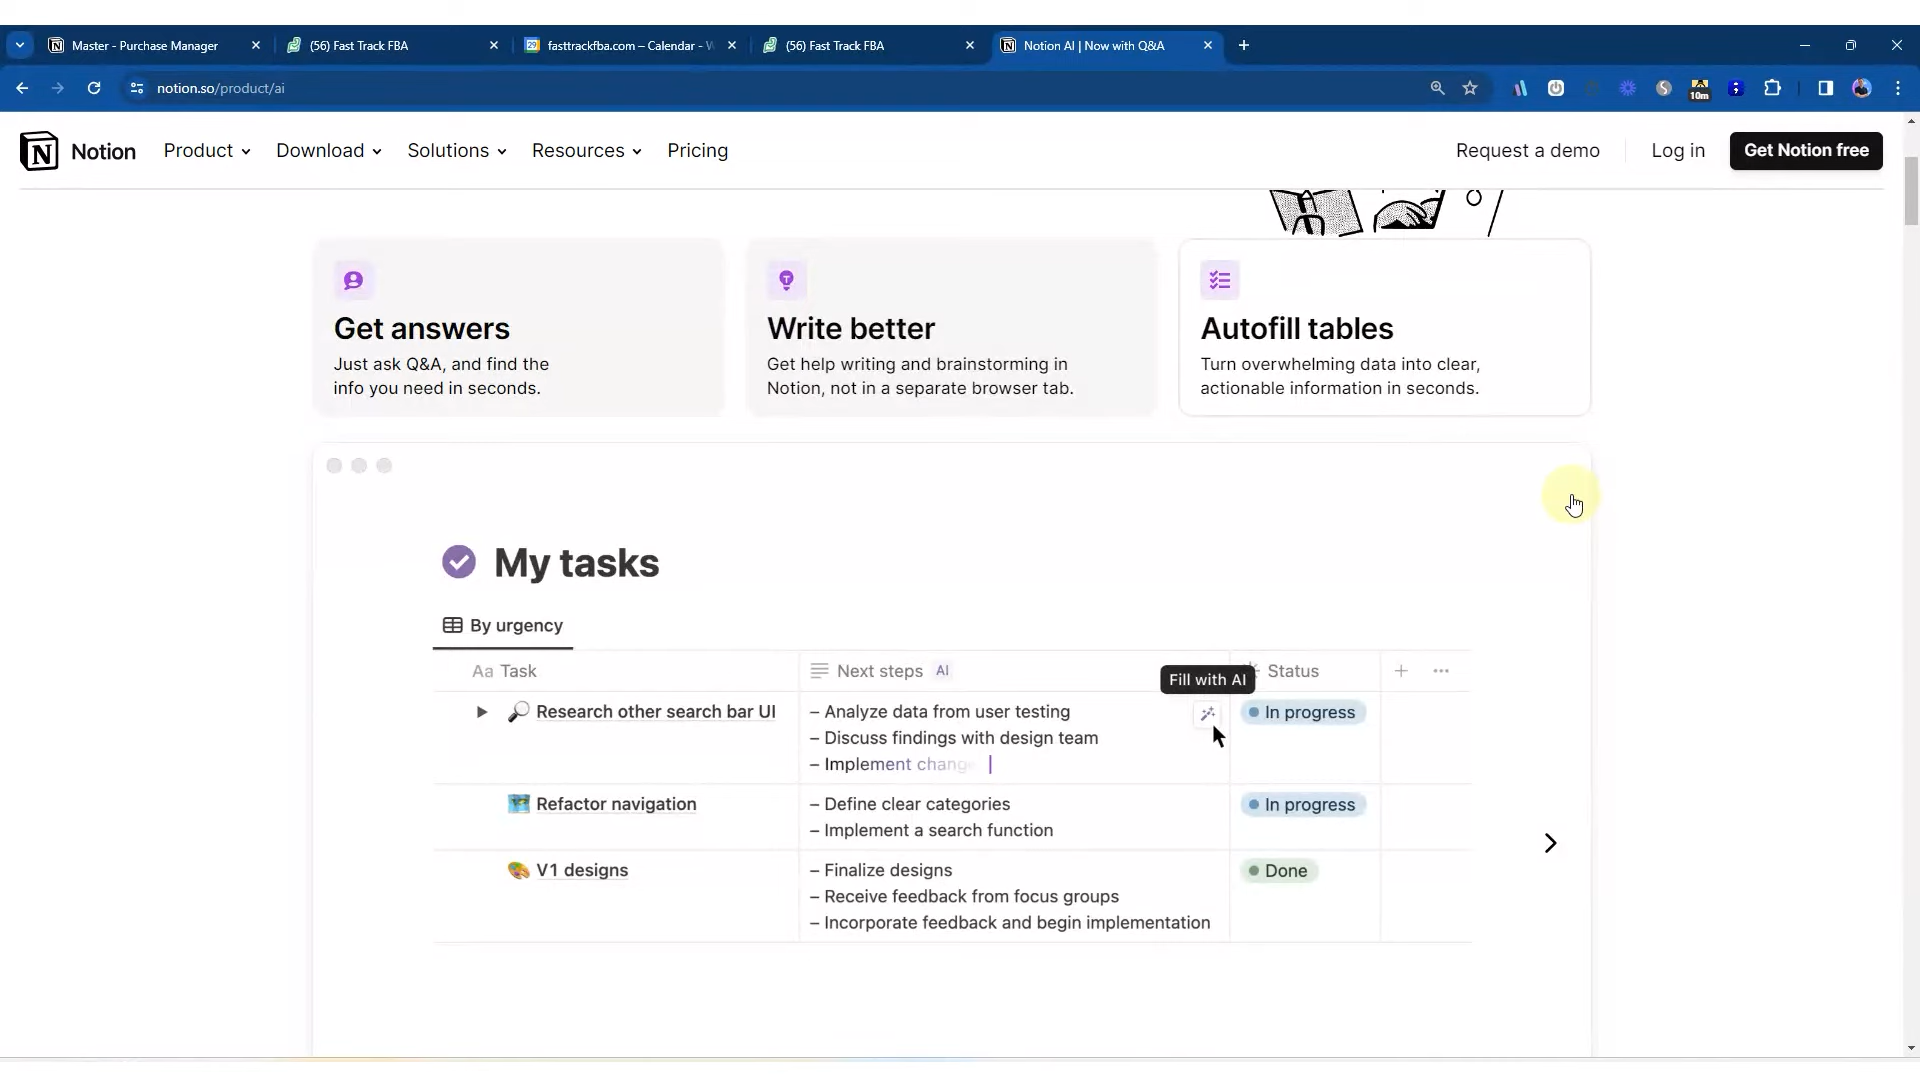 Master - Purchase Manager
(56) Fast Track FBA
fasttrackfba.com – Calendar - W
(56) Fast Track FBA
Notion AI | Now with Q&A
notion.so/product/ai
10m
Notion
Product
Download
Solutions
Resources
Pricing
Request a demo
Log in
Get Notion free
Get answers
Just ask Q&A, and find the
info you need in seconds.
Write better
Get help writing and brainstorming in
Notion, not in a separate browser tab.
Autofill tables
Turn overwhelming data into clear,
actionable information in seconds.
My tasks
By urgency
Aa Task
Next steps AI
Fill with AI
Status
Research other search bar UI
– Analyze data from user testing
– Discuss findings with design team
– Implement change
In progress
Refactor navigation
– Define clear categories
– Implement a search function
In progress
V1 designs
– Finalize designs
– Receive feedback from focus groups
– Incorporate feedback and begin implementation
Done